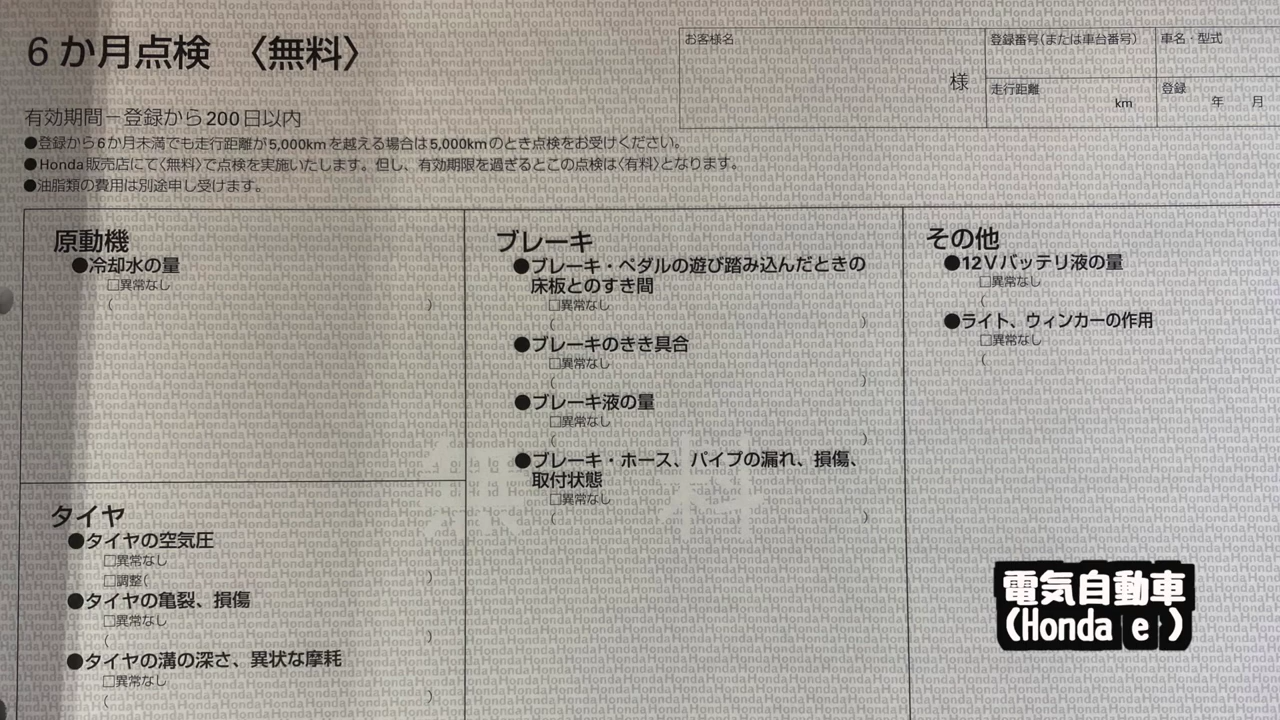 6か月点検 〈無料〉
お客様名
様
登録番号(または車台番号)
車名・型式
走行距離
km
登録
年 月
有効期間－登録から200日以内
●登録から6か月未満でも走行距離が5,000kmを越える場合は5,000kmのとき点検をお受けください。
●Honda販売店にて〈無料〉で点検を実施いたします。但し、有効期限を過ぎるとこの点検は〈有料〉となります。
●油脂類の費用は別途申し受けます。
原動機
●冷却水の量
□異常なし
( )
タイヤ
●タイヤの空気圧
□異常なし
□調整( )
●タイヤの亀裂、損傷
□異常なし
( )
●タイヤの溝の深さ、異状な摩耗
□異常なし
( )
ブレーキ
●ブレーキ・ペダルの遊び踏み込んだときの
床板とのすき間
□異常なし
( )
●ブレーキのきき具合
□異常なし
( )
●ブレーキ液の量
□異常なし
( )
●ブレーキ・ホース、パイプの漏れ、損傷、
取付状態
□異常なし
( )
その他
●12Vバッテリ液の量
□異常なし
(
●ライト、ウィンカーの作用
□異常なし
(
無料
電気自動車
(Honda e )